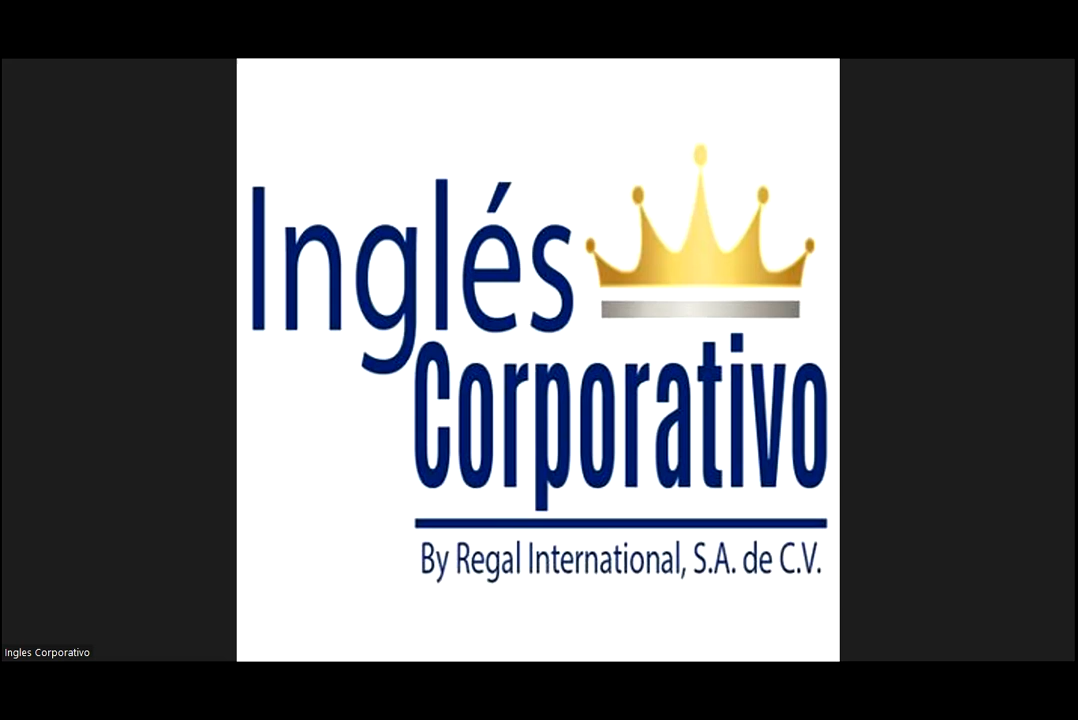 Inglés
Corporativo
By Regal International, S.A. de C.V.
Ingles Corporativo